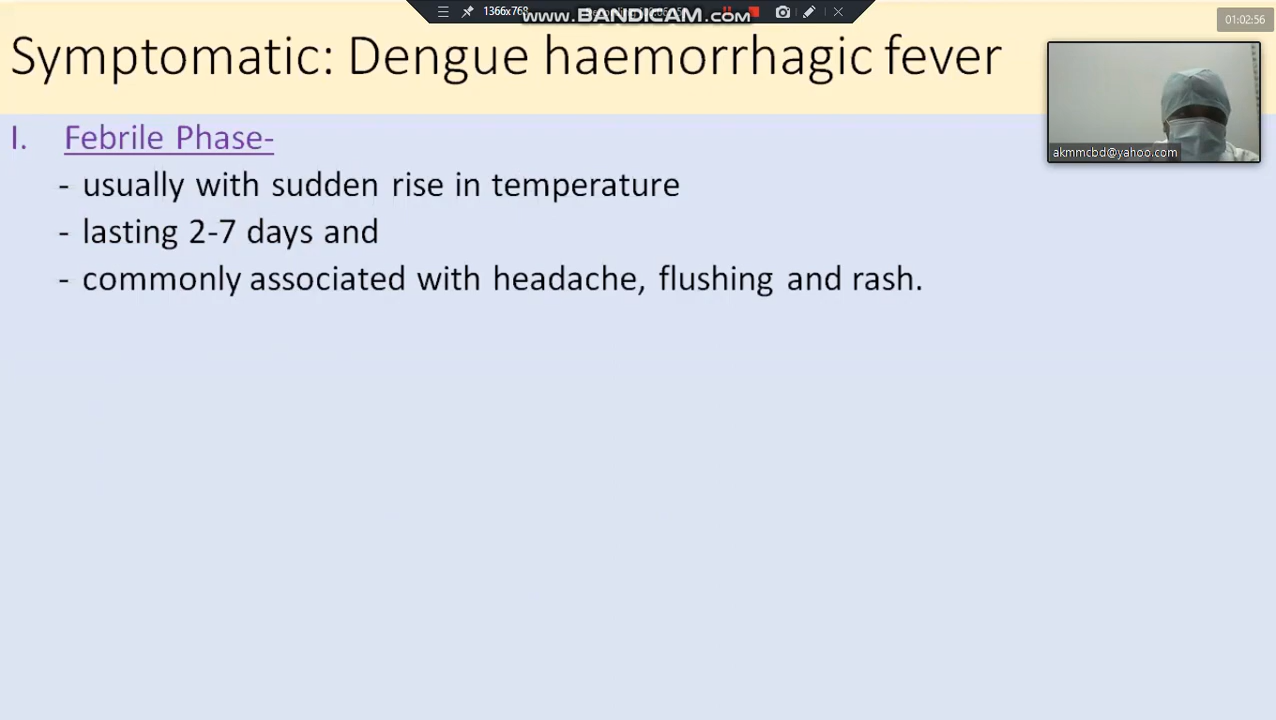 1366x768
www.BANDICAM.com
01:02:56
Symptomatic: Dengue haemorrhagic fever
akmmcbd@yahoo.com
I. Febrile Phase-
- usually with sudden rise in temperature
- lasting 2-7 days and
- commonly associated with headache, flushing and rash.